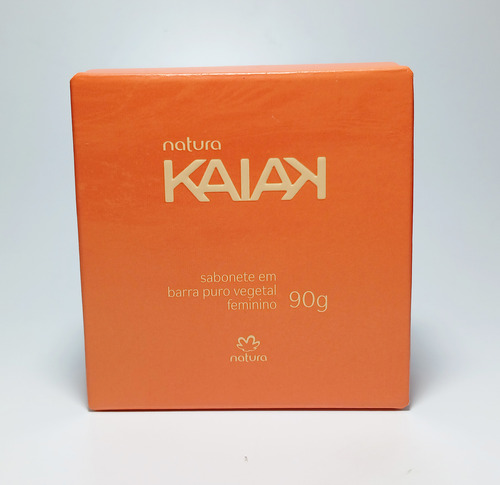 natura
KAIAK
sabonete em
barra puro vegetal
feminino 90g
natura